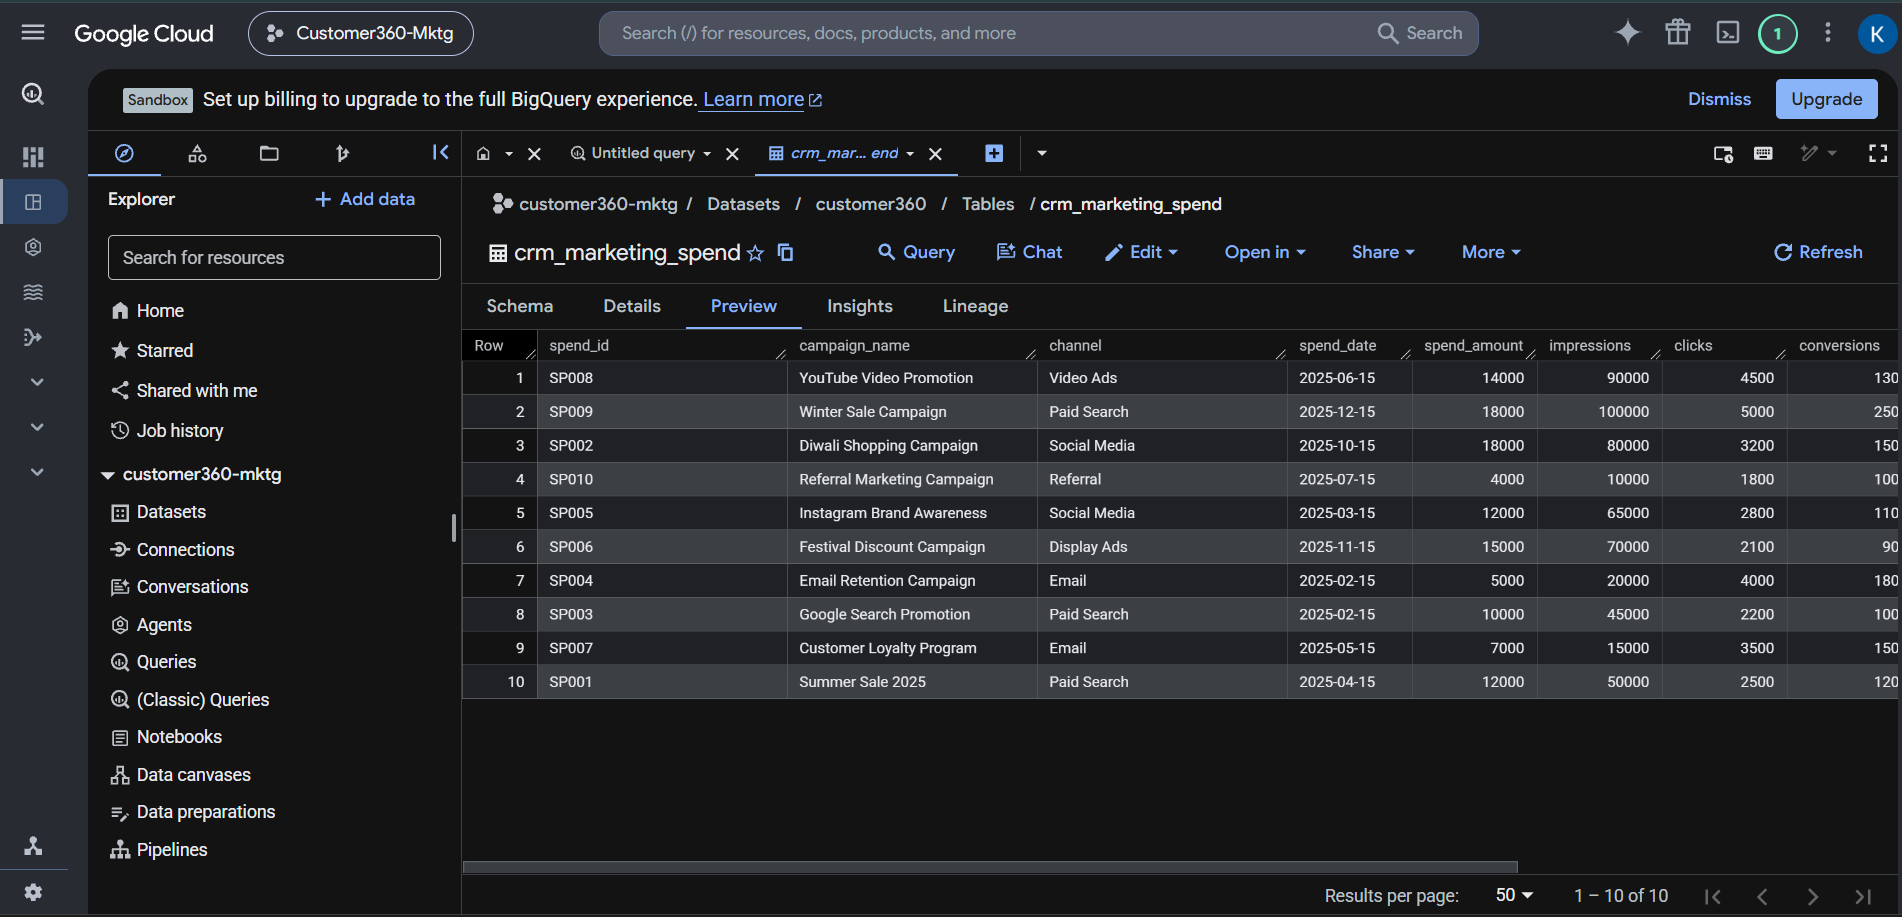 Google Cloud Customer360-Mktg Search (/) for resources, docs, products, and more Search 1 K
Sandbox Set up billing to upgrade to the full BigQuery experience. Learn more Dismiss Upgrade
Untitled query crm_mar... end
Explorer + Add data
Search for resources
Home
Starred
Shared with me
Job history
customer360-mktg
Datasets
Connections
Conversations
Agents
Queries
(Classic) Queries
Notebooks
Data canvases
Data preparations
Pipelines
customer360-mktg / Datasets / customer360 / Tables / crm_marketing_spend
crm_marketing_spend Query Chat Edit Open in Share More Refresh
Schema Details Preview Insights Lineage
Row spend_id campaign_name channel spend_date spend_amount impressions clicks conversions
1 SP008 YouTube Video Promotion Video Ads 2025-06-15 14000 90000 4500 130
2 SP009 Winter Sale Campaign Paid Search 2025-12-15 18000 100000 5000 250
3 SP002 Diwali Shopping Campaign Social Media 2025-10-15 18000 80000 3200 150
4 SP010 Referral Marketing Campaign Referral 2025-07-15 4000 10000 1800 100
5 SP005 Instagram Brand Awareness Social Media 2025-03-15 12000 65000 2800 110
6 SP006 Festival Discount Campaign Display Ads 2025-11-15 15000 70000 2100 90
7 SP004 Email Retention Campaign Email 2025-02-15 5000 20000 4000 180
8 SP003 Google Search Promotion Paid Search 2025-02-15 10000 45000 2200 100
9 SP007 Customer Loyalty Program Email 2025-05-15 7000 15000 3500 150
10 SP001 Summer Sale 2025 Paid Search 2025-04-15 12000 50000 2500 120
Results per page: 50 1 – 10 of 10